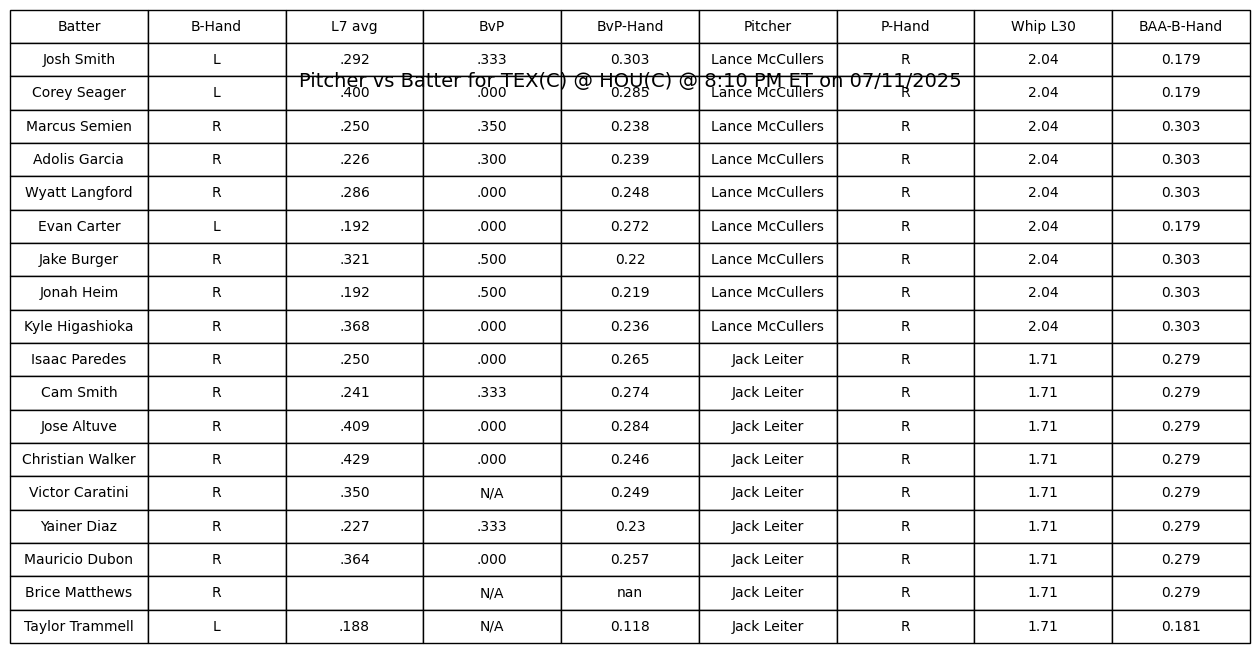 Batter B-Hand L7 avg BvP BvP-Hand Pitcher P-Hand Whip L30 BAA-B-Hand
Josh Smith L .292 .333 0.303 Lance McCullers R 2.04 0.179
Pitcher vs Batter for TEX(C) @ HOU(C) @ 8:10 PM ET on 07/11/2025
Corey Seager L .400 .000 0.285 Lance McCullers R 2.04 0.179
Marcus Semien R .250 .350 0.238 Lance McCullers R 2.04 0.303
Adolis Garcia R .226 .300 0.239 Lance McCullers R 2.04 0.303
Wyatt Langford R .286 .000 0.248 Lance McCullers R 2.04 0.303
Evan Carter L .192 .000 0.272 Lance McCullers R 2.04 0.179
Jake Burger R .321 .500 0.22 Lance McCullers R 2.04 0.303
Jonah Heim R .192 .500 0.219 Lance McCullers R 2.04 0.303
Kyle Higashioka R .368 .000 0.236 Lance McCullers R 2.04 0.303
Isaac Paredes R .250 .000 0.265 Jack Leiter R 1.71 0.279
Cam Smith R .241 .333 0.274 Jack Leiter R 1.71 0.279
Jose Altuve R .409 .000 0.284 Jack Leiter R 1.71 0.279
Christian Walker R .429 .000 0.246 Jack Leiter R 1.71 0.279
Victor Caratini R .350 N/A 0.249 Jack Leiter R 1.71 0.279
Yainer Diaz R .227 .333 0.23 Jack Leiter R 1.71 0.279
Mauricio Dubon R .364 .000 0.257 Jack Leiter R 1.71 0.279
Brice Matthews R N/A nan Jack Leiter R 1.71 0.279
Taylor Trammell L .188 N/A 0.118 Jack Leiter R 1.71 0.181